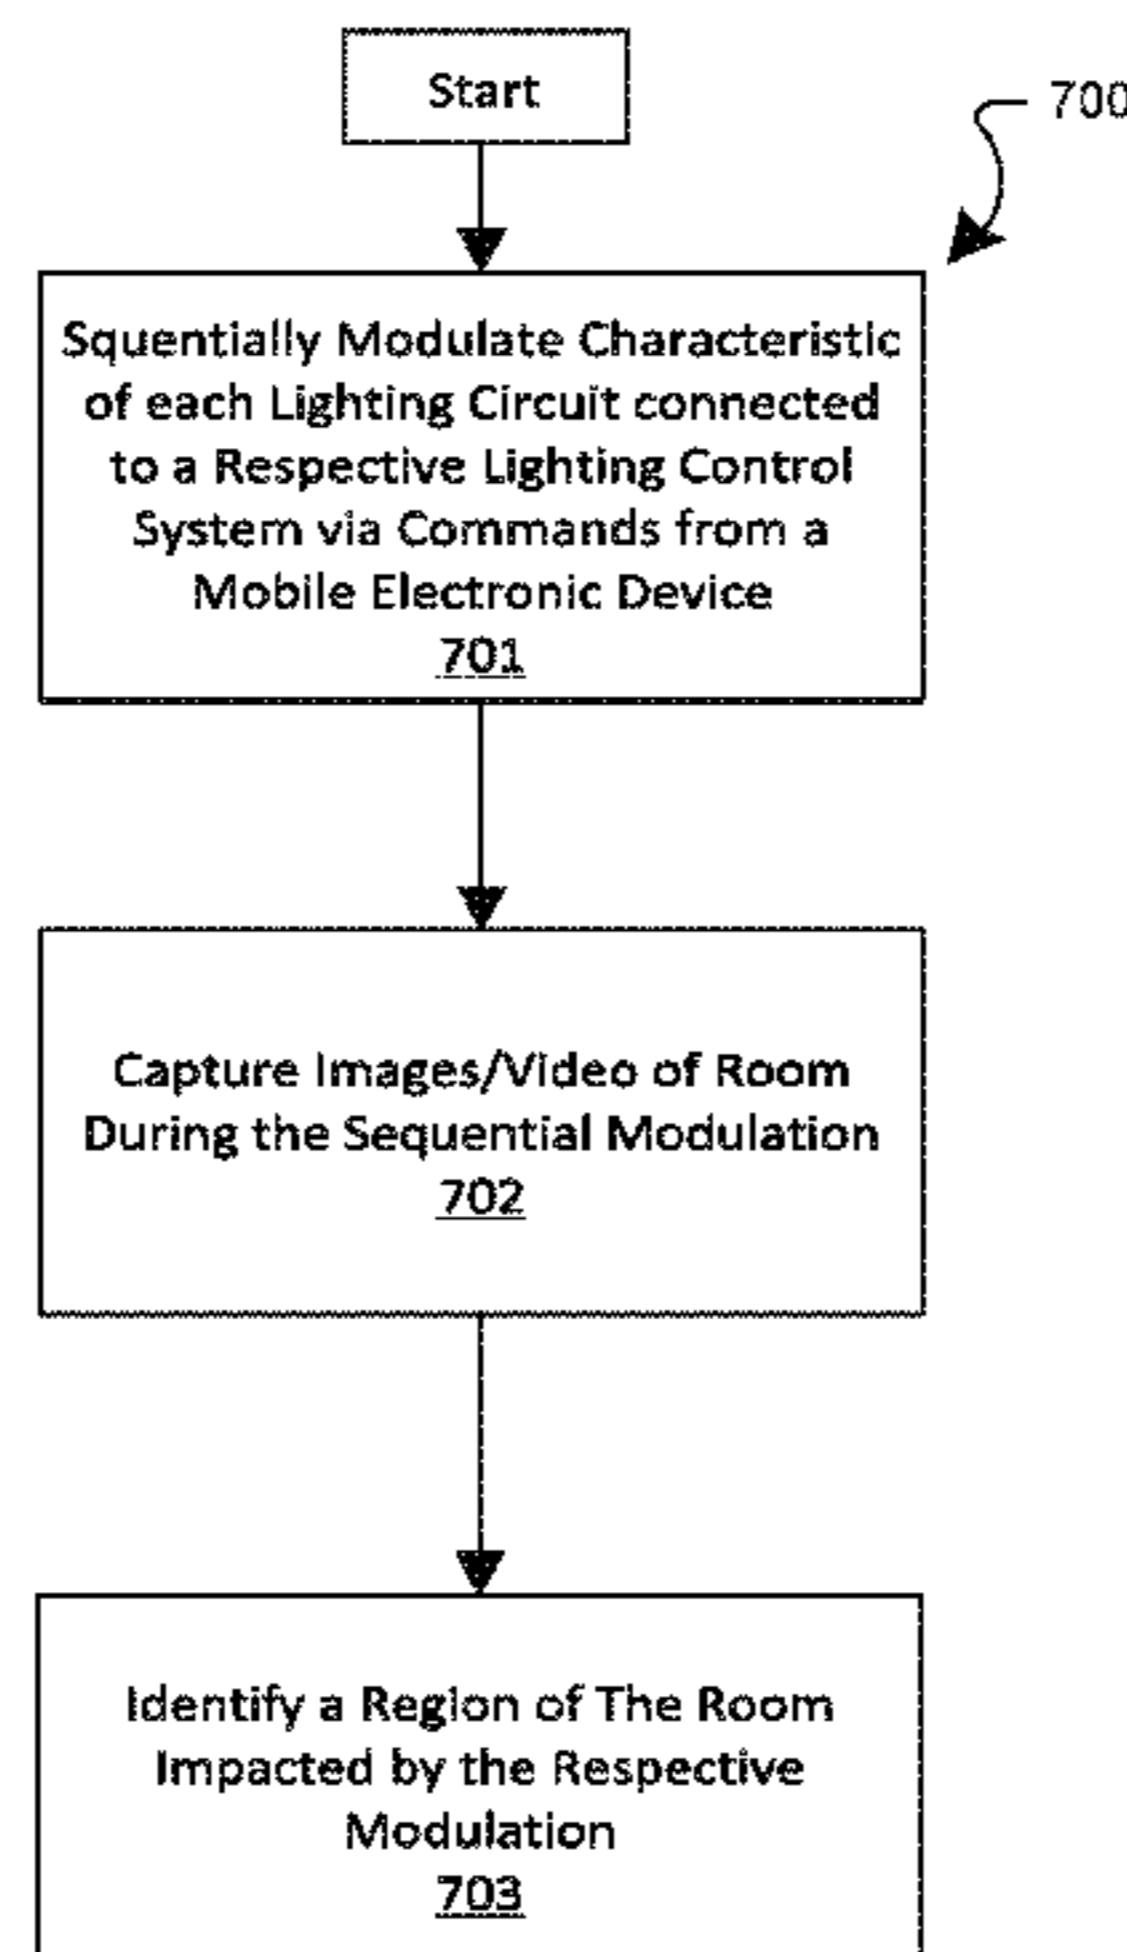 Start
700
Squentially Modulate Characteristic
of each Lighting Circuit connected
to a Respective Lighting Control
System via Commands from a
Mobile Electronic Device
701
Capture Images/Video of Room
During the Sequential Modulation
702
Identify a Region of The Room
Impacted by the Respective
Modulation
703